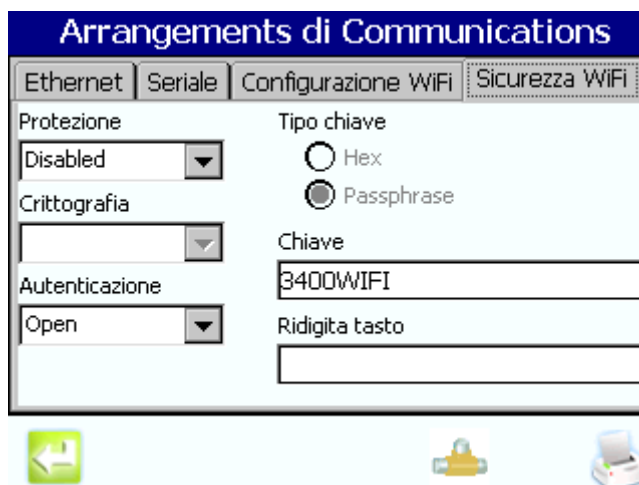 Arrangements di Communications
Ethernet Seriale Configurazione WiFi Sicurezza WiFi
Protezione
Disabled
Crittografia
Autenticazione
Open
Tipo chiave
Hex
Passphrase
Chiave
3400WIFI
Ridigita tasto